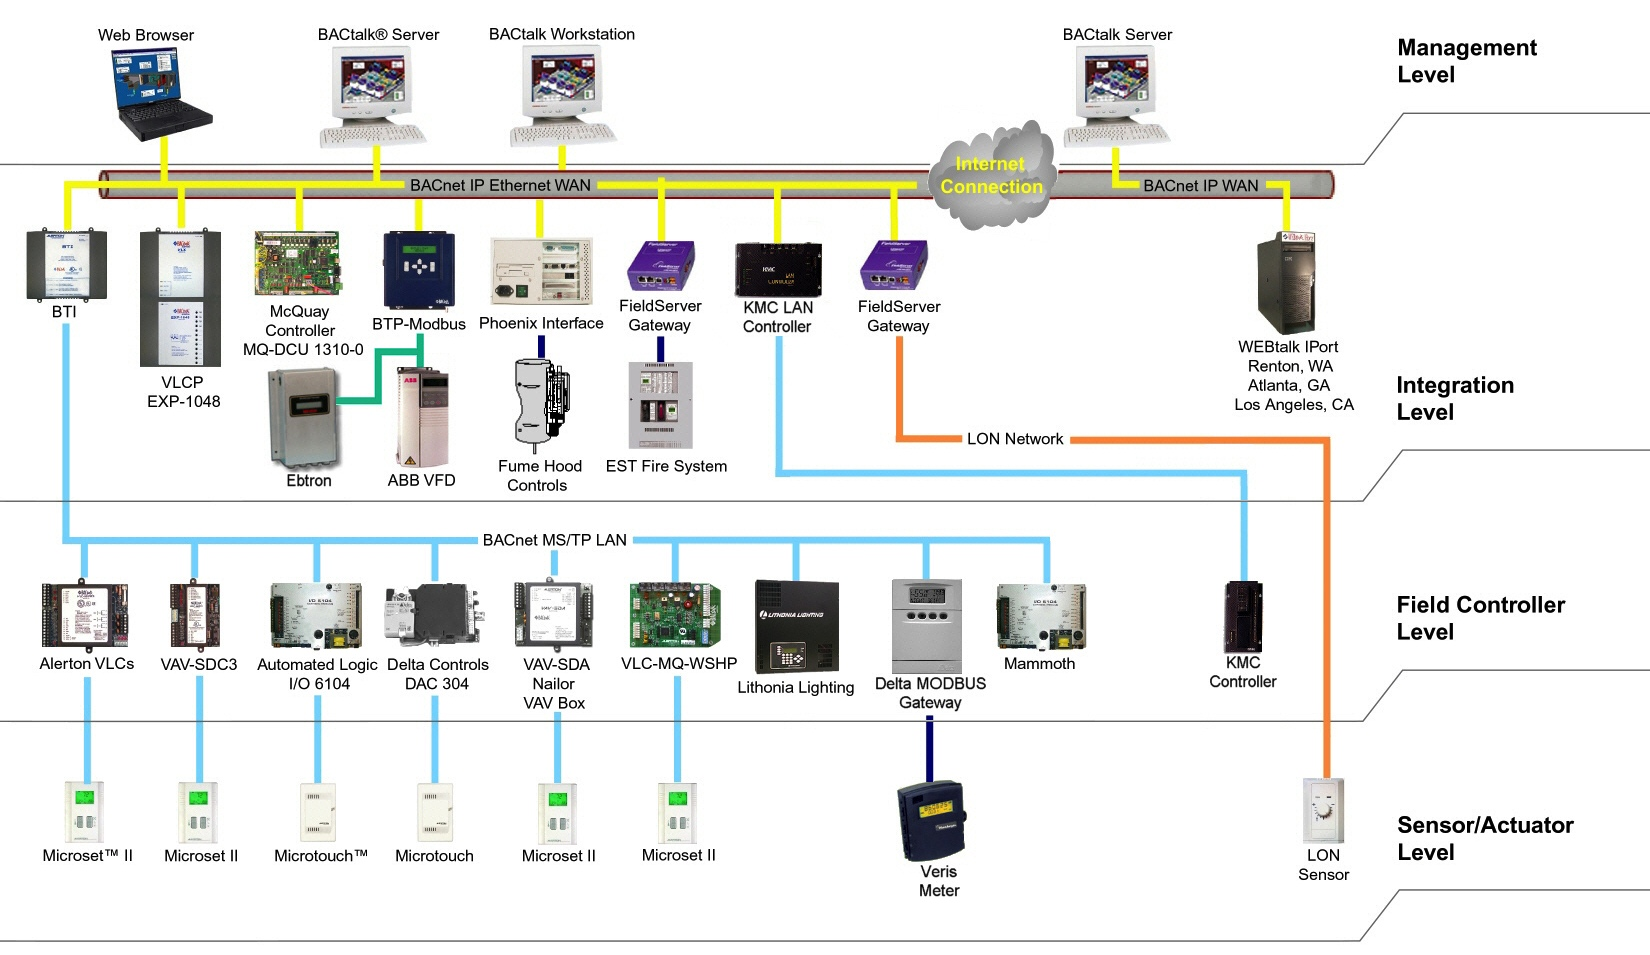 Web Browser
BACtalk® Server
BACtalk Workstation
BACtalk Server
Management
Level
Internet
Connection
BACnet IP Ethernet WAN
BACnet IP WAN
BTI
VLCP
EXP-1048
McQuay
Controller
MQ-DCU 1310-0
BTP-Modbus
Phoenix Interface
FieldServer
Gateway
KMC LAN
Controller
FieldServer
Gateway
WEBtalk IPort
Renton, WA
Atlanta, GA
Los Angeles, CA
Integration
Level
ABB
Ebtron
ABB VFD
Fume Hood
Controls
EST Fire System
LON Network
BACnet MS/TP LAN
LITHONIA LIGHTING
Alerton VLCs
VAV-SDC3
Automated Logic
I/O 6104
Delta Controls
DAC 304
VAV-SDA
Nailor
VAV Box
VLC-MQ-WSHP
Lithonia Lighting
Delta MODBUS
Gateway
Mammoth
KMC
Controller
Field Controller
Level
Microset™ II
Microset II
Microtouch™
Microtouch
Microset II
Microset II
Veris
Meter
LON
Sensor
Sensor/Actuator
Level